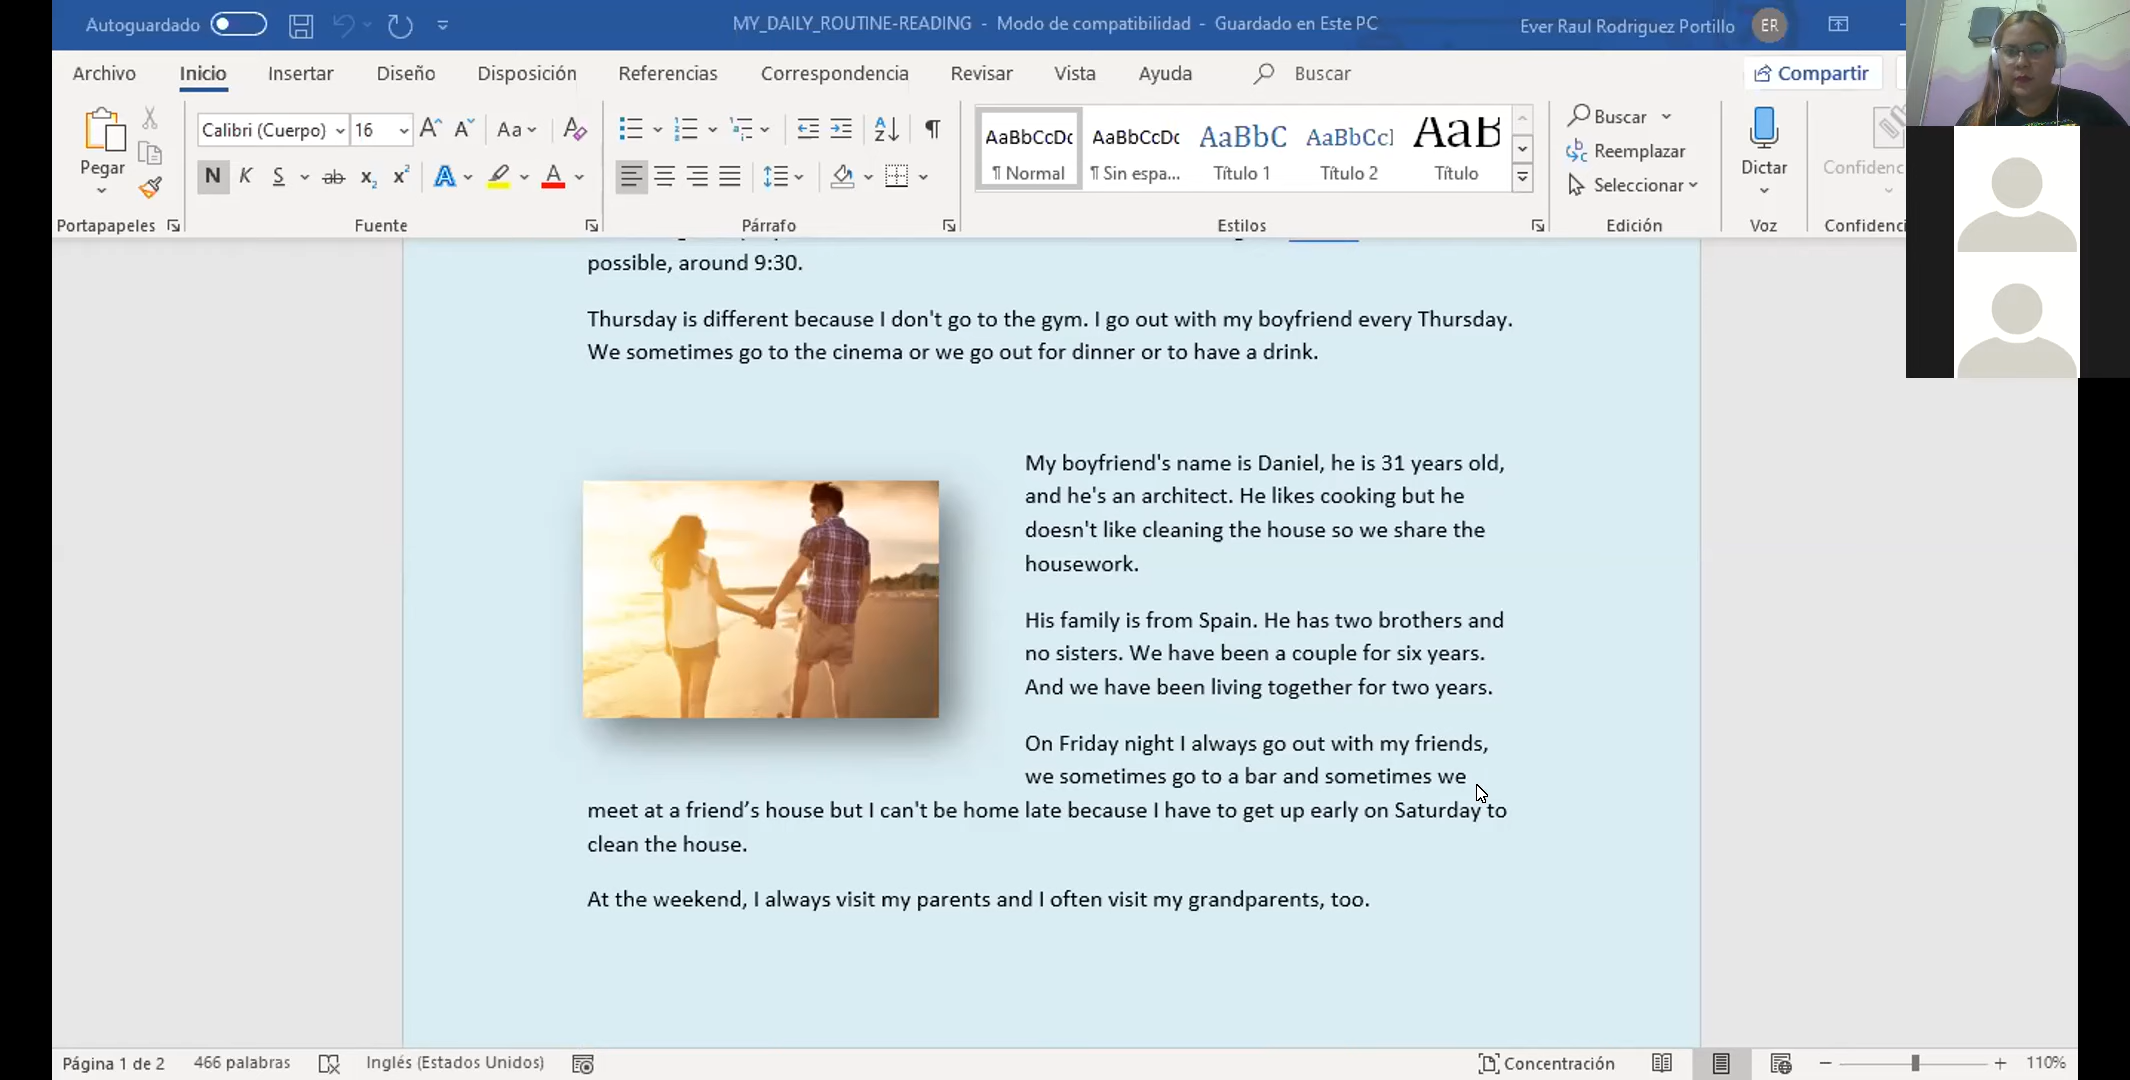 Autoguardado
MY_DAILY_ROUTINE-READING - Modo de compatibilidad - Guardado en Este PC
Ever Raul Rodriguez Portillo ER
Archivo Inicio Insertar Diseño Disposición Referencias Correspondencia Revisar Vista Ayuda Buscar Compartir
Calibri (Cuerpo) 16 Aa
Pegar
N K S ab x₂ x² A A
AaBbCcDc AaBbCcDc AaBbC AaBbCcl AaB
¶ Normal ¶ Sin espa... Título 1 Título 2 Título
Buscar
Reemplazar
Seleccionar
Dictar
Confidenc
Portapapeles Fuente Párrafo Estilos Edición Voz Confidenci
possible, around 9:30.
Thursday is different because I don't go to the gym. I go out with my boyfriend every Thursday.
We sometimes go to the cinema or we go out for dinner or to have a drink.
My boyfriend's name is Daniel, he is 31 years old,
and he's an architect. He likes cooking but he
doesn't like cleaning the house so we share the
housework.
His family is from Spain. He has two brothers and
no sisters. We have been a couple for six years.
And we have been living together for two years.
On Friday night I always go out with my friends,
we sometimes go to a bar and sometimes we
meet at a friend’s house but I can't be home late because I have to get up early on Saturday to
clean the house.
At the weekend, I always visit my parents and I often visit my grandparents, too.
Página 1 de 2 466 palabras Inglés (Estados Unidos) Concentración 110%